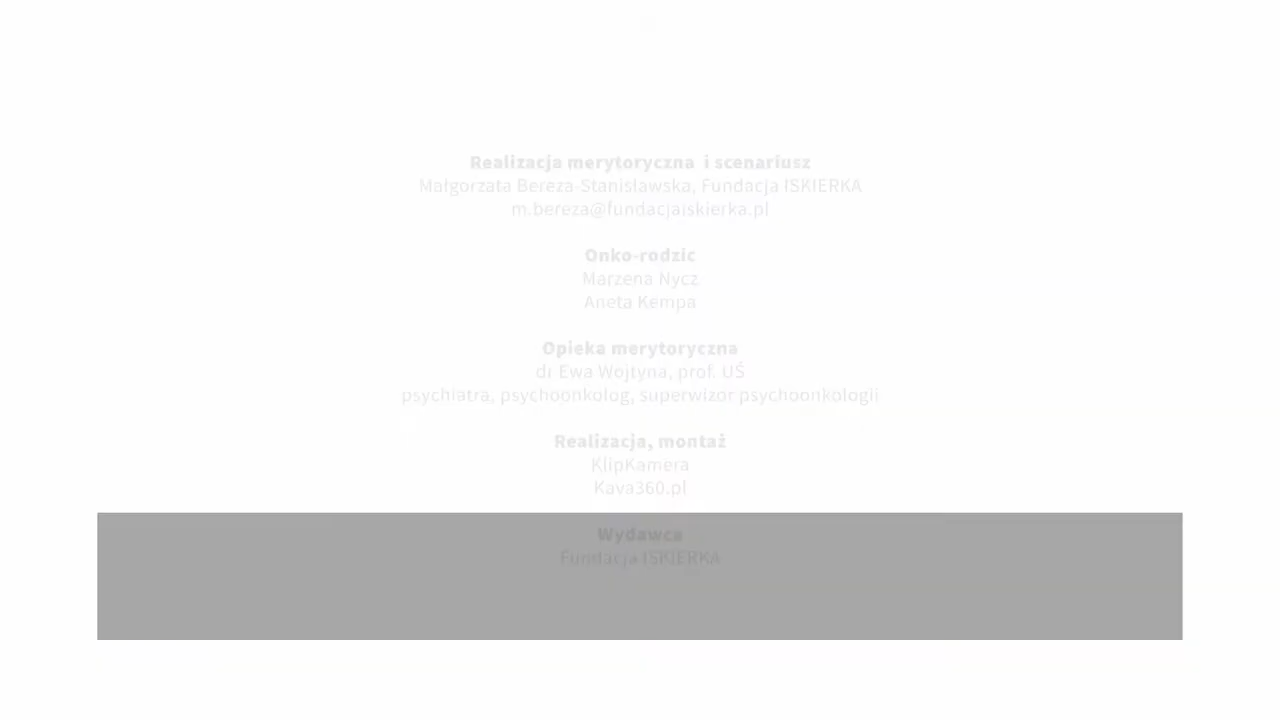 Realizacja merytoryczna i scenariusz
Małgorzata Bereza-Stanisławska, Fundacja ISKIERKA
m.bereza@fundacjaiskierka.pl
Onko-rodzic
Marzena Nycz
Aneta Kempa
Opieka merytoryczna
dr Ewa Wojtyna, prof. UŚ
psychiatra, psychoonkolog, superwizor psychoonkologii
Realizacja, montaż
KlipKamera
Kava360.pl
Wydawca
Fundacja ISKIERKA